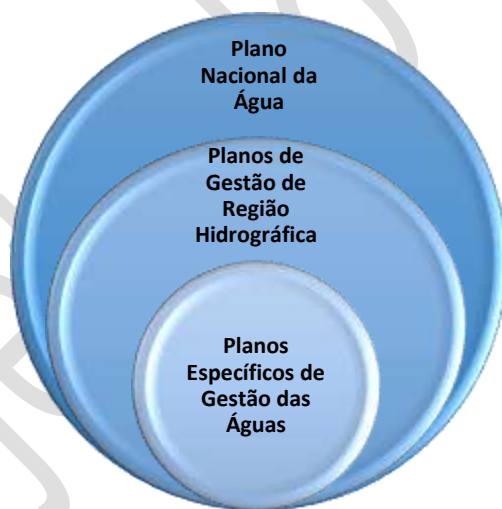 Plano
Nacional da
Água
Planos de
Gestão de
Região
Hidrográfica
Planos
Específicos de
Gestão das
Águas